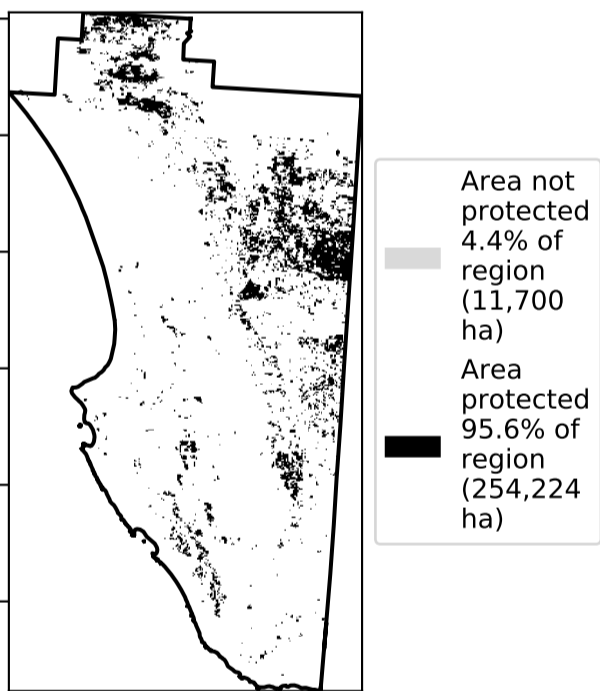 Area not
protected
4.4% of
region
(11,700
ha)
Area
protected
95.6% of
region
(254,224
ha)